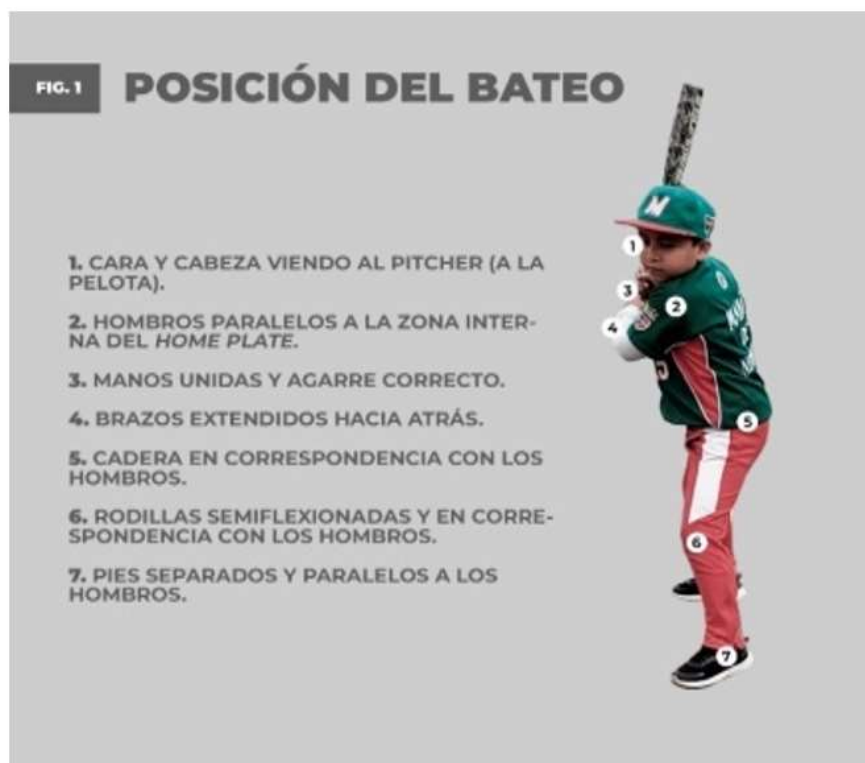 FIG. 1
POSICIÓN DEL BATEO
1. CARA Y CABEZA VIENDO AL PITCHER (A LA
PELOTA).
2. HOMBROS PARALELOS A LA ZONA INTER-
NA DEL HOME PLATE.
3. MANOS UNIDAS Y AGARRE CORRECTO.
4. BRAZOS EXTENDIDOS HACIA ATRÁS.
5. CADERA EN CORRESPONDENCIA CON LOS
HOMBROS.
6. RODILLAS SEMIFLEXIONADAS Y EN CORRE-
SPONDENCIA CON LOS HOMBROS.
7. PIES SEPARADOS Y PARALELOS A LOS
HOMBROS.
M
1
3
2
4
5
6
7